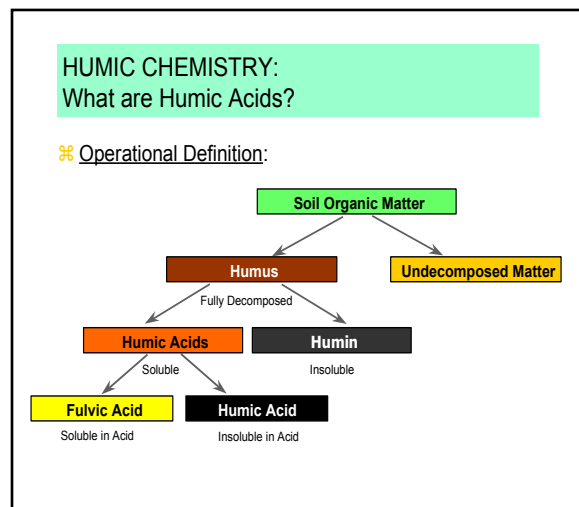 HUMIC CHEMISTRY:
What are Humic Acids?
⌘ Operational Definition:
Soil Organic Matter
Humus
Undecomposed Matter
Fully Decomposed
Humic Acids
Humin
Soluble
Insoluble
Fulvic Acid
Humic Acid
Soluble in Acid
Insoluble in Acid